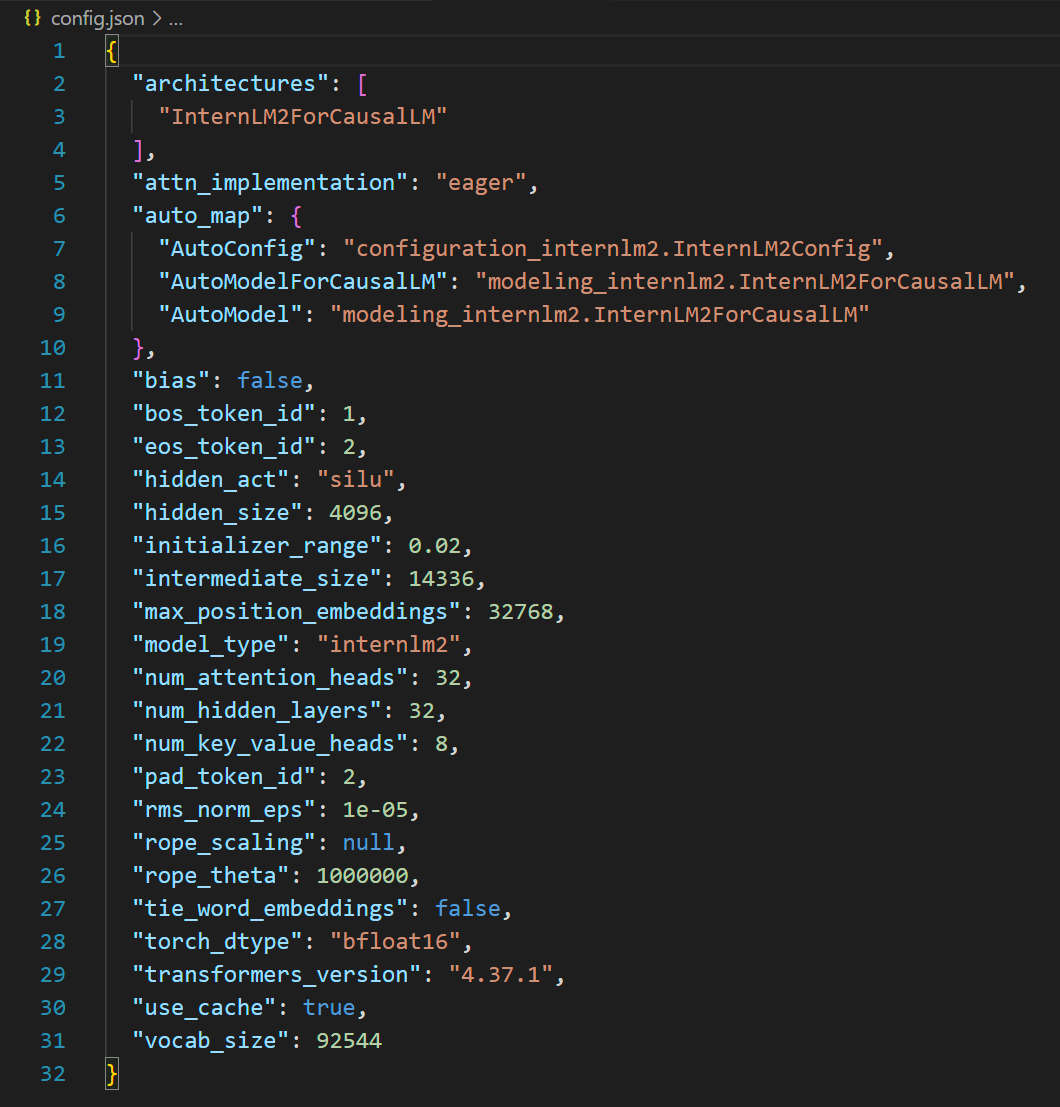 {} config.json > ...
1 {
2 "architectures": [
3 "InternLM2ForCausalLM"
4 ],
5 "attn_implementation": "eager",
6 "auto_map": {
7 "AutoConfig": "configuration_internlm2.InternLM2Config",
8 "AutoModelForCausalLM": "modeling_internlm2.InternLM2ForCausalLM",
9 "AutoModel": "modeling_internlm2.InternLM2ForCausalLM"
10 },
11 "bias": false,
12 "bos_token_id": 1,
13 "eos_token_id": 2,
14 "hidden_act": "silu",
15 "hidden_size": 4096,
16 "initializer_range": 0.02,
17 "intermediate_size": 14336,
18 "max_position_embeddings": 32768,
19 "model_type": "internlm2",
20 "num_attention_heads": 32,
21 "num_hidden_layers": 32,
22 "num_key_value_heads": 8,
23 "pad_token_id": 2,
24 "rms_norm_eps": 1e-05,
25 "rope_scaling": null,
26 "rope_theta": 1000000,
27 "tie_word_embeddings": false,
28 "torch_dtype": "bfloat16",
29 "transformers_version": "4.37.1",
30 "use_cache": true,
31 "vocab_size": 92544
32 }